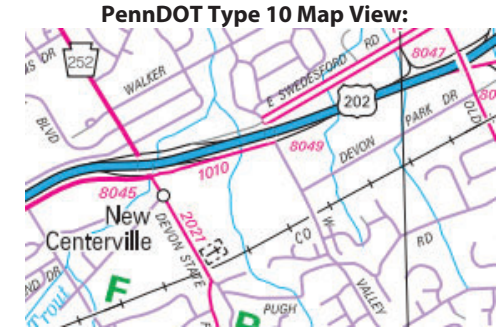 PennDOT Type 10 Map View:
252
WALKER
BLVD
E SWEDESFORD RD
8047
202
PARK DR
OLD
DEVON
8049
1010
8045
New
Centerville
2021
DEVON STATE
CO
W
VALLEY
RD
PUGH
Trout
F